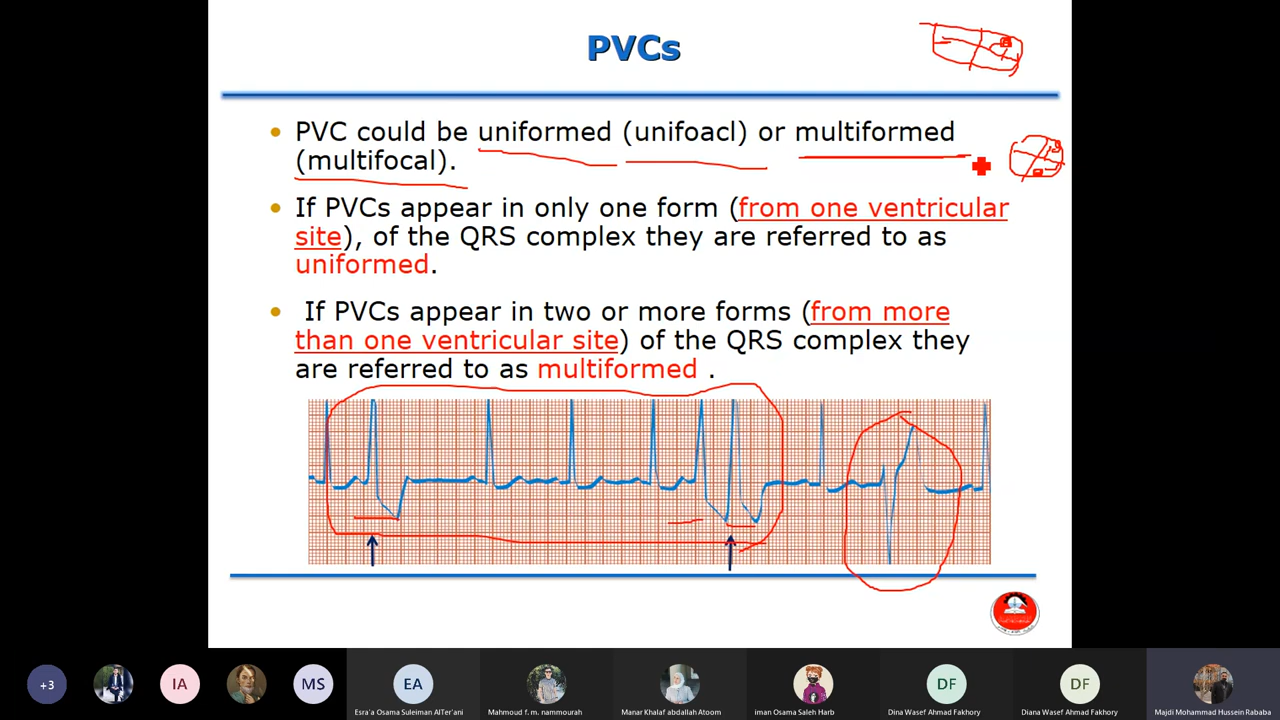 PVCs
PVC could be uniformed (unifoacl) or multiformed
(multifocal).
If PVCs appear in only one form (from one ventricular
site), of the QRS complex they are referred to as
uniformed.
If PVCs appear in two or more forms (from more
than one ventricular site) of the QRS complex they
are referred to as multiformed .
+3
IA
MS
EA
DF
DF
Esra'a Osama Suleiman AlTer'ani
Mahmoud f. m. nammourah
Manar Khalaf abdallah Atoom
iman Osama Saleh Harb
Dina Wasef Ahmad Fakhory
Diana Wasef Ahmad Fakhory
Majdi Mohammad Hussein Rababa